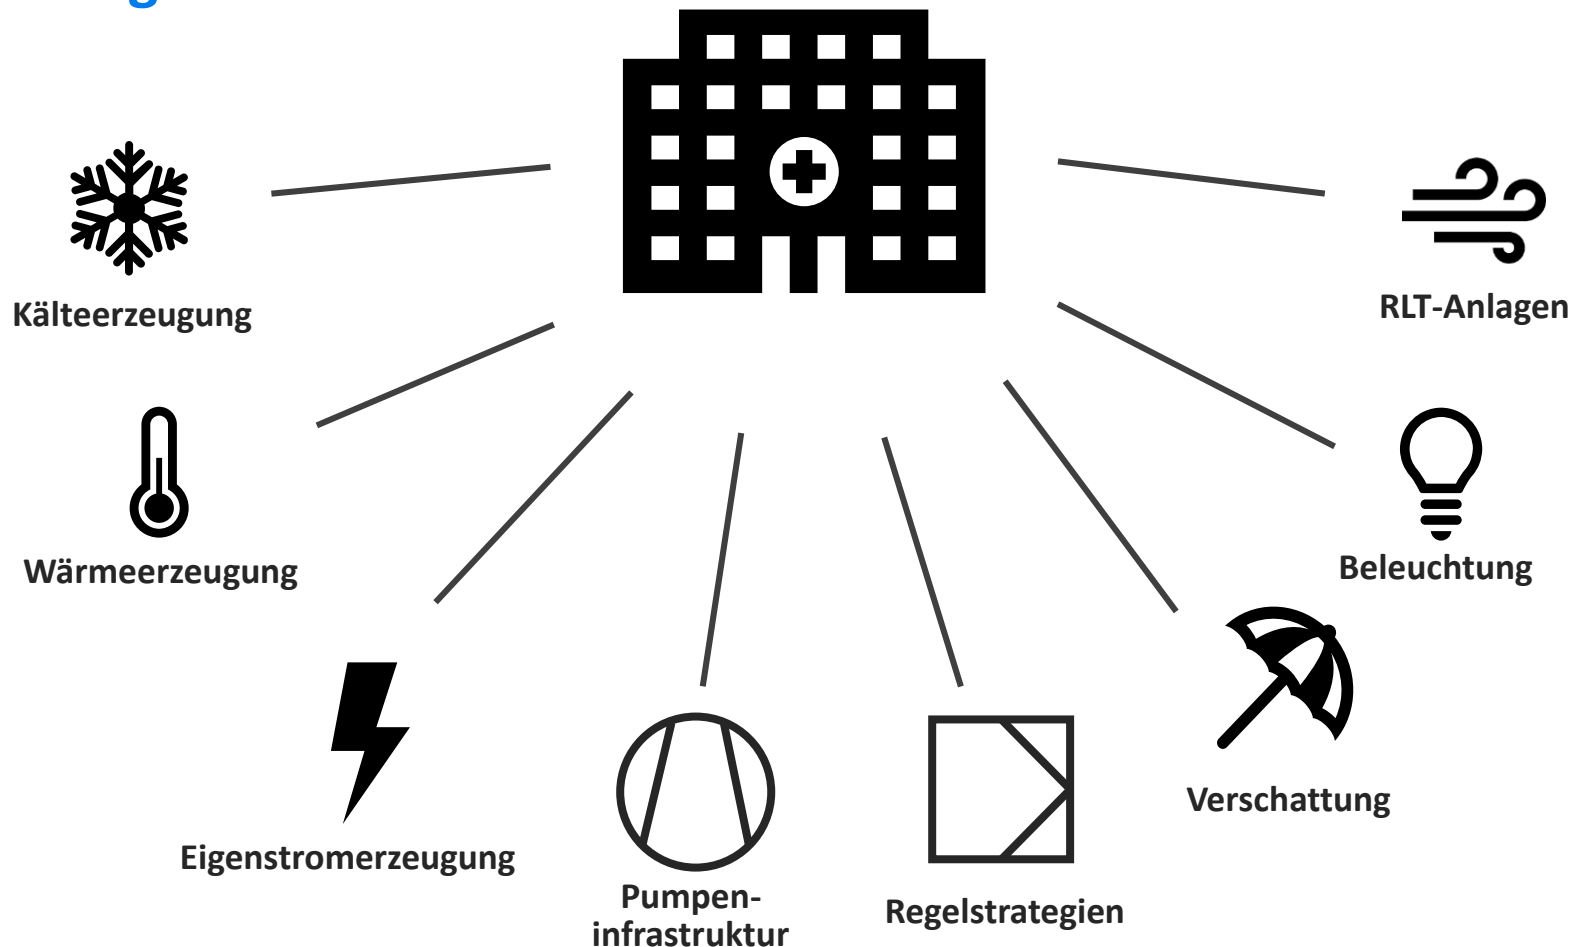 Kälteerzeugung
RLT-Anlagen
Wärmeerzeugung
Beleuchtung
Verschattung
Eigenstromerzeugung
Pumpen-
infrastruktur
Regelstrategien